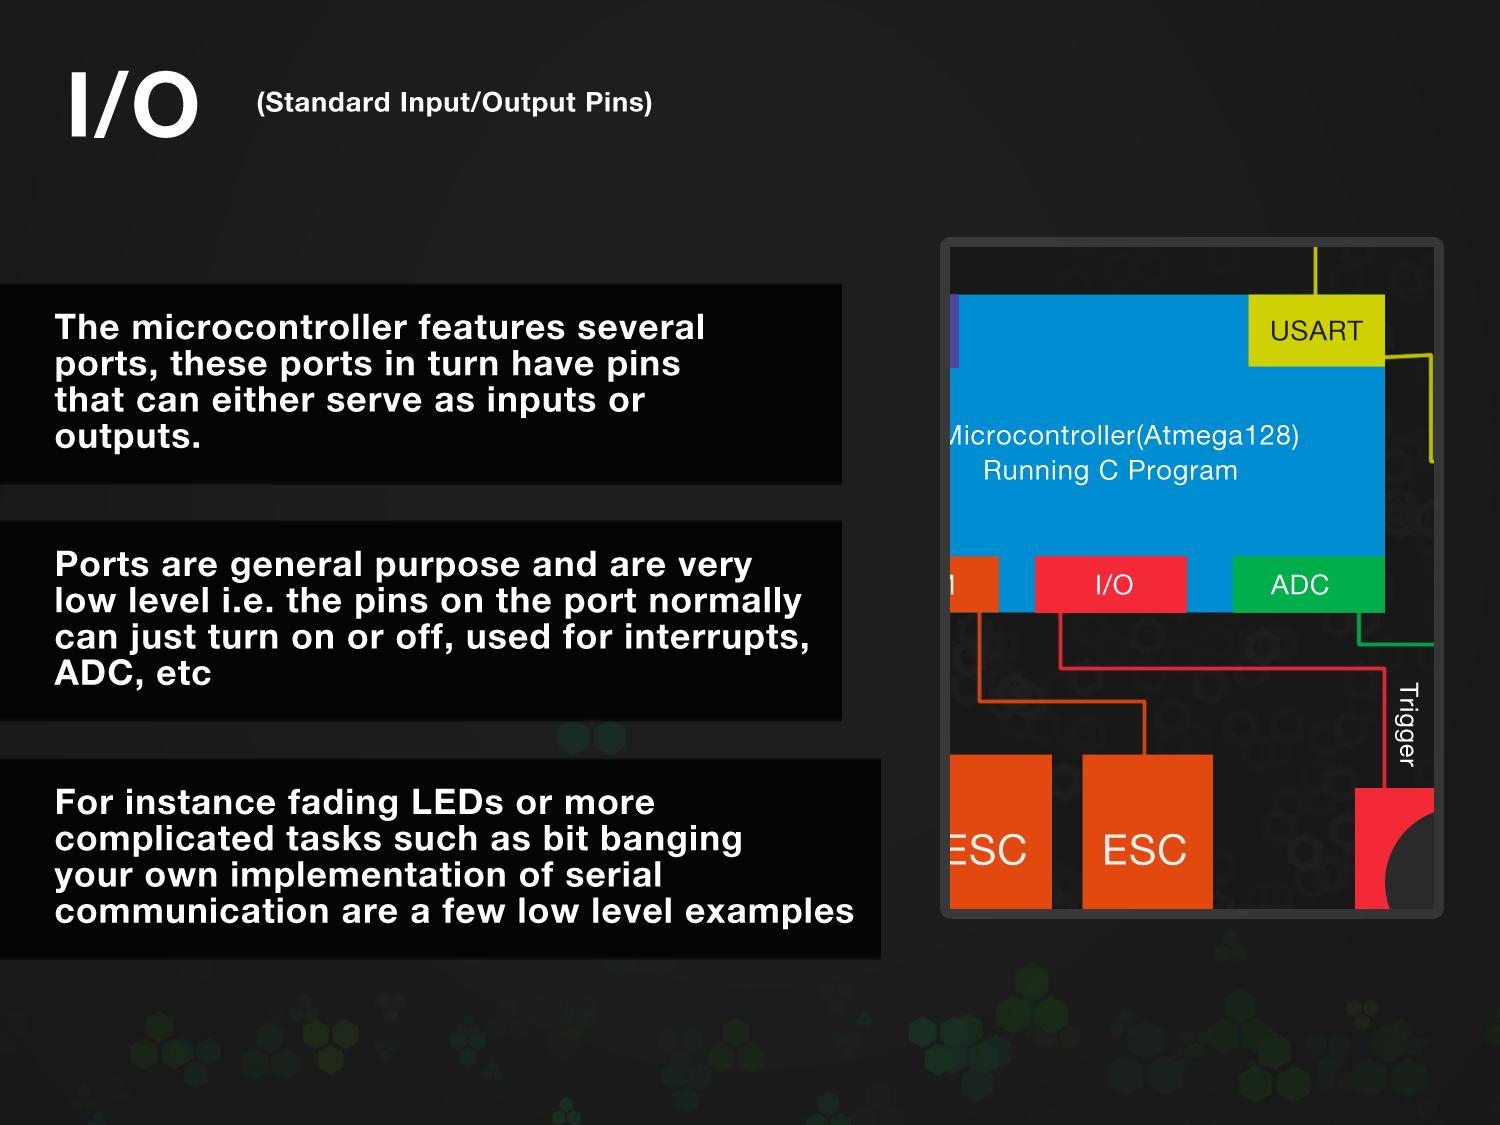 I/O
(Standard Input/Output Pins)
The microcontroller features several
ports, these ports in turn have pins
that can either serve as inputs or
outputs.
Ports are general purpose and are very
low level i.e. the pins on the port normally
can just turn on or off, used for interrupts,
ADC, etc
For instance fading LEDs or more
complicated tasks such as bit banging
your own implementation of serial
communication are a few low level examples
USART
Microcontroller(Atmega128)
Running C Program
I/O
ADC
Trigger
ESC
ESC